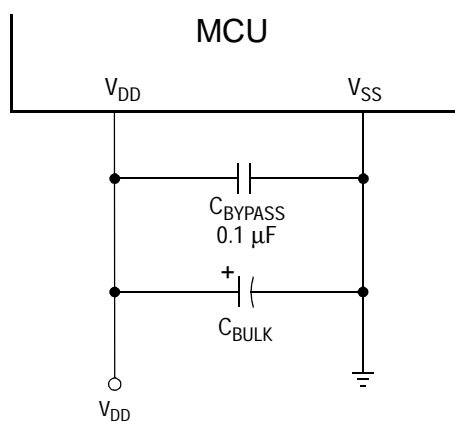 MCU
V_DD V_SS
C_BYPASS
0.1 μF
+
C_BULK
V_DD